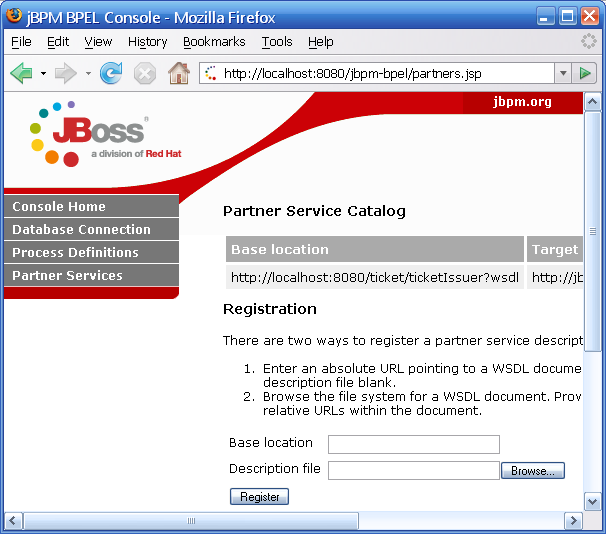 jBPM BPEL Console - Mozilla Firefox
File Edit View History Bookmarks Tools Help
http://localhost:8080/jbpm-bpel/partners.jsp
jbpm.org
JBoss®
a division of Red Hat
Console Home
Database Connection
Process Definitions
Partner Services
Partner Service Catalog
Base location Target
http://localhost:8080/ticket/ticketIssuer?wsdl http://jb
Registration
There are two ways to register a partner service descript
1. Enter an absolute URL pointing to a WSDL docume
description file blank.
2. Browse the file system for a WSDL document. Prov
relative URLs within the document.
Base location
Description file Browse...
Register